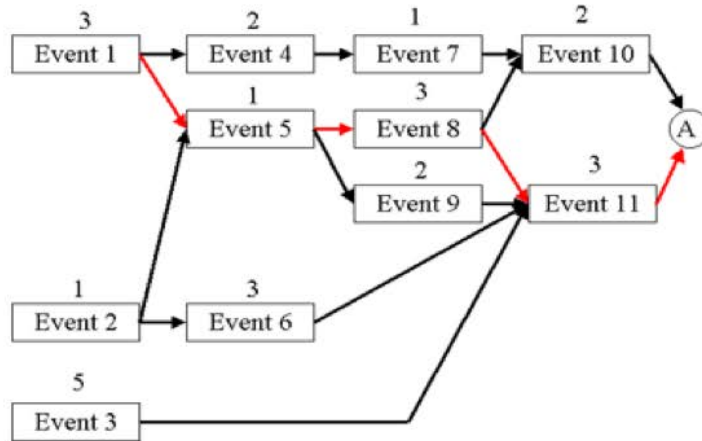 3 2 1 2
Event 1 Event 4 Event 7 Event 10
1 3
Event 5 Event 8 A
2 3
Event 9 Event 11
1 3
Event 2 Event 6
5
Event 3